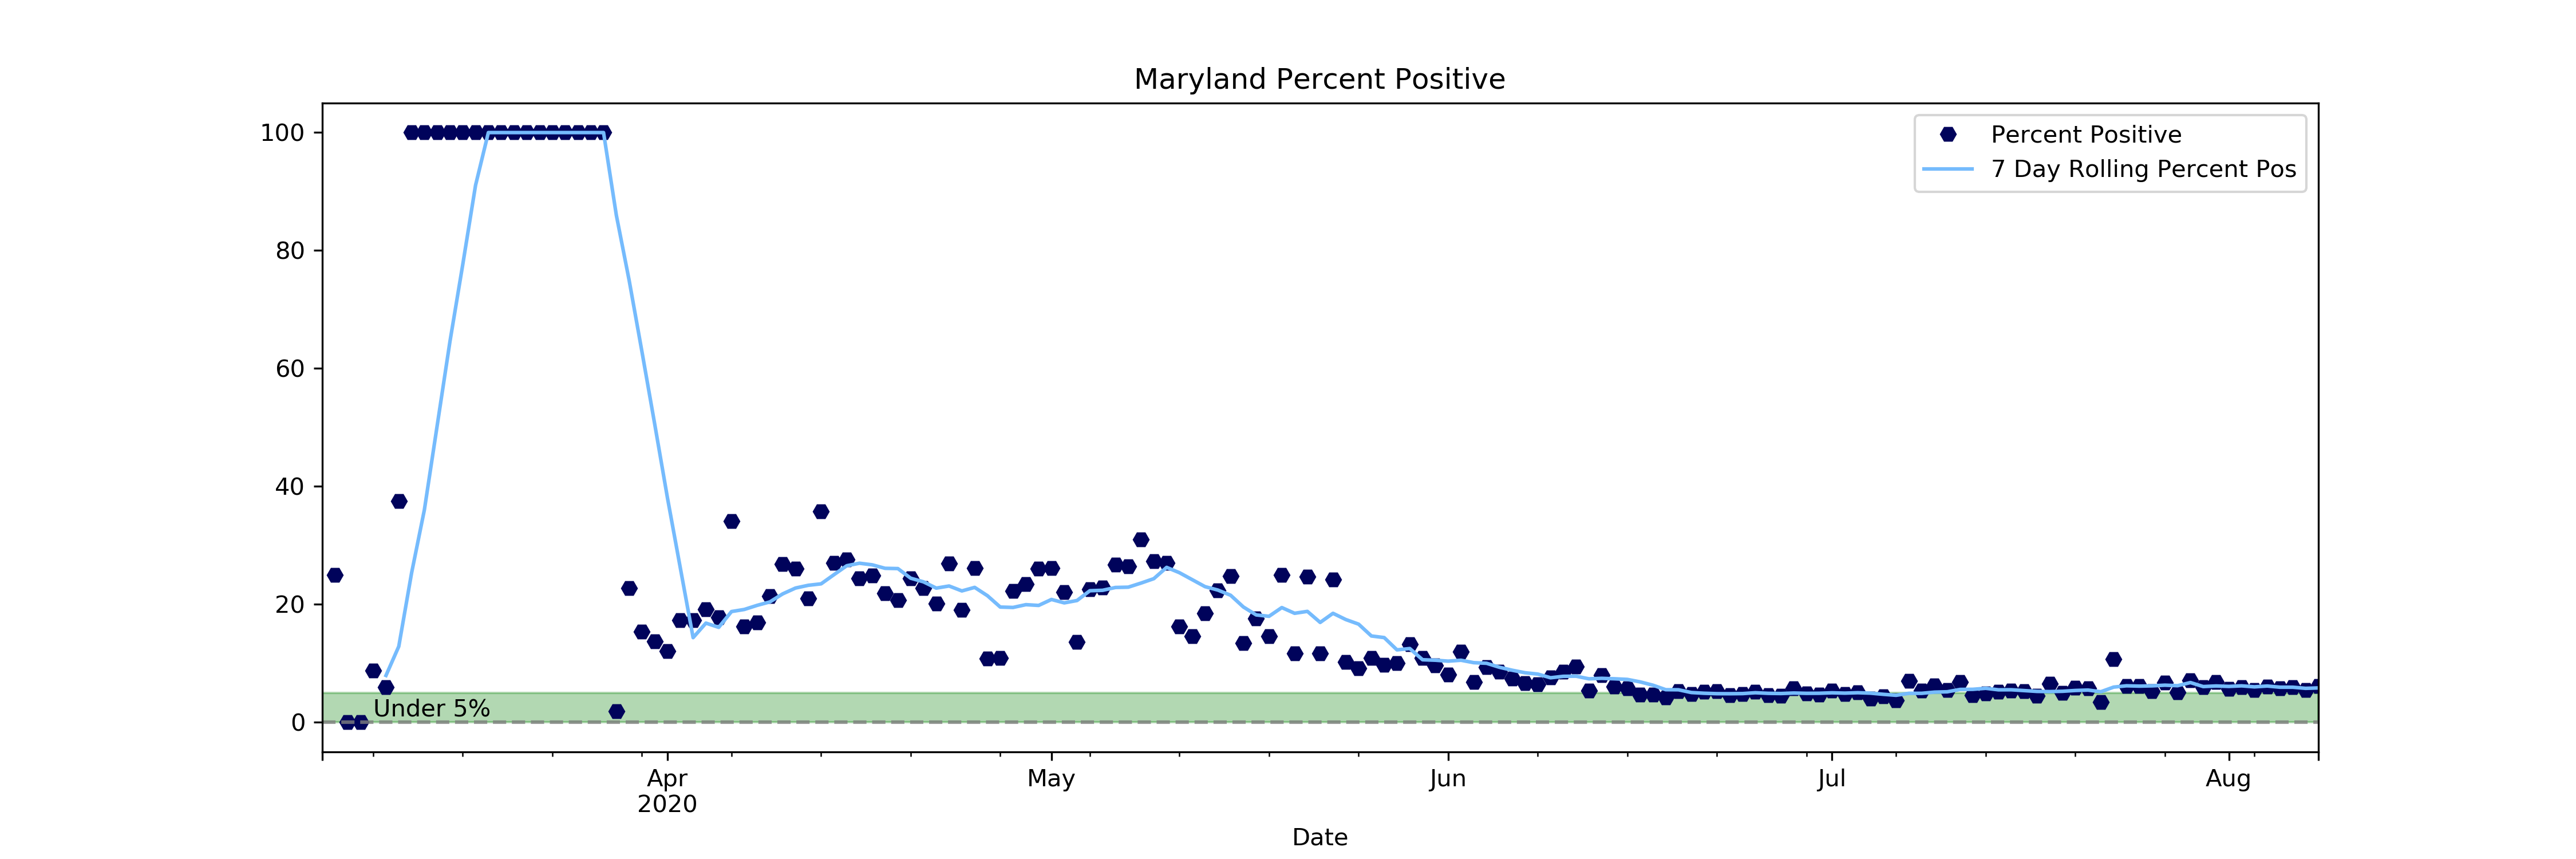 Maryland Percent Positive
100
80
60
40
20
0
Percent Positive
7 Day Rolling Percent Pos
Under 5%
Apr
2020
May
Jun
Jul
Aug
Date